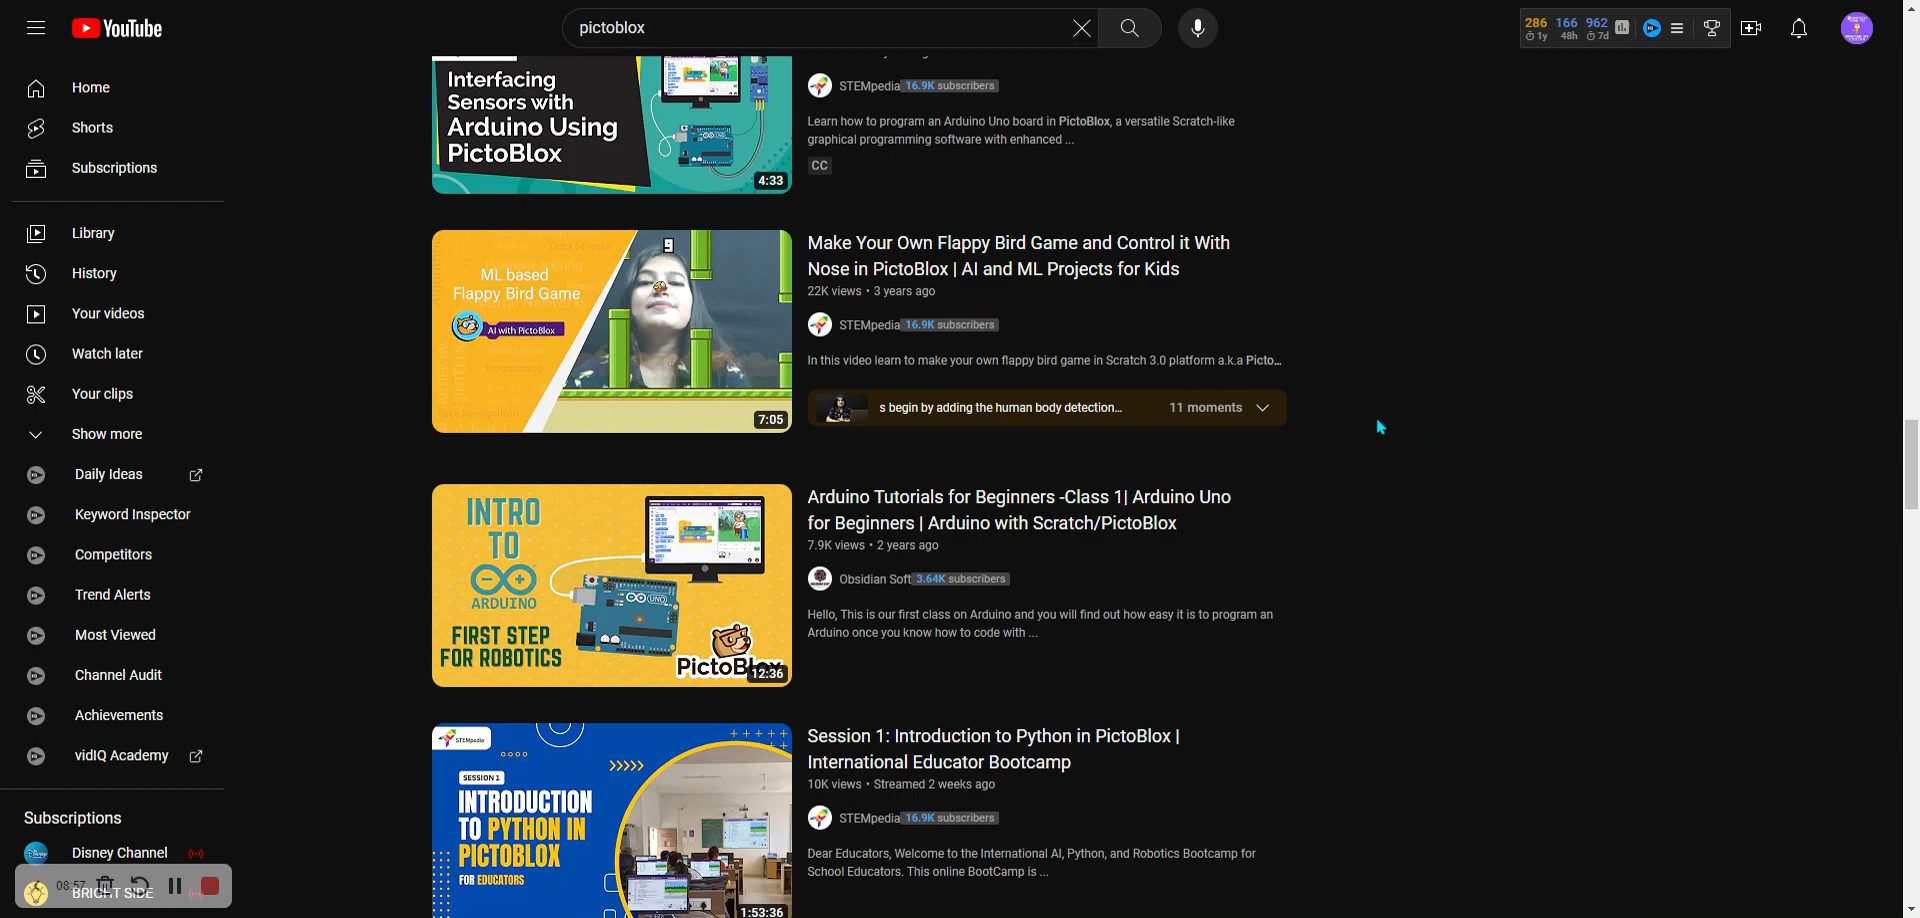 YouTube
pictoblox
286 166 962
1y 48h 7d
Home
Shorts
Subscriptions
Library
History
Your videos
Watch later
Your clips
Show more
Daily Ideas
Keyword Inspector
Competitors
Trend Alerts
Most Viewed
Channel Audit
Achievements
vidIQ Academy
Subscriptions
Disney Channel
BRIGHT SIDE
08:57
Interfacing
Sensors with
Arduino Using
PictoBlox
4:33
STEMpedia 16.9K subscribers
Learn how to program an Arduino Uno board in PictoBlox, a versatile Scratch-like
graphical programming software with enhanced ...
CC
ML based
Flappy Bird Game
AI with PictoBlox
9
7:05
Make Your Own Flappy Bird Game and Control it With
Nose in PictoBlox | AI and ML Projects for Kids
22K views • 3 years ago
STEMpedia 16.9K subscribers
In this video learn to make your own flappy bird game in Scratch 3.0 platform a.k.a Picto...
s begin by adding the human body detection... 11 moments
INTRO
TO
ARDUINO
UNO
FIRST STEP
FOR ROBOTICS
PictoBlox
12:36
Arduino Tutorials for Beginners -Class 1| Arduino Uno
for Beginners | Arduino with Scratch/PictoBlox
7.9K views • 2 years ago
Obsidian Soft 3.64K subscribers
Hello, This is our first class on Arduino and you will find out how easy it is to program an
Arduino once you know how to code with ...
STEMpedia
SESSION 1
INTRODUCTION
TO PYTHON IN
PICTOBLOX
FOR EDUCATORS
1:53:36
Session 1: Introduction to Python in PictoBlox |
International Educator Bootcamp
10K views • Streamed 2 weeks ago
STEMpedia 16.9K subscribers
Dear Educators, Welcome to the International AI, Python, and Robotics Bootcamp for
School Educators. This online BootCamp is ...